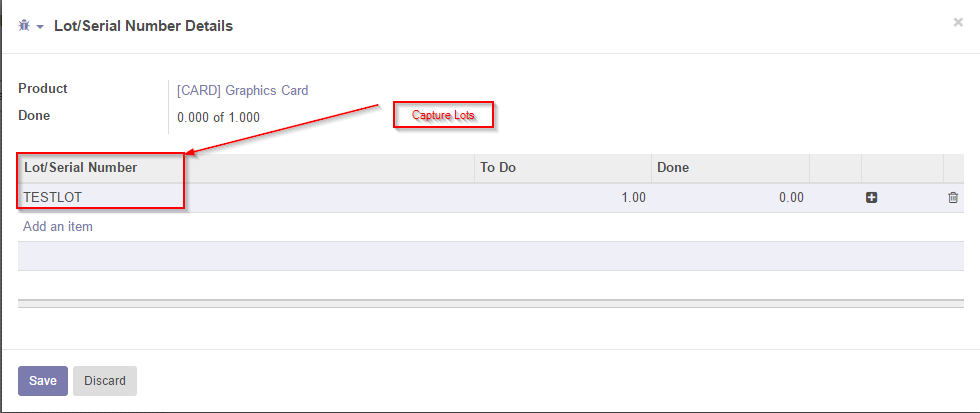 Lot/Serial Number Details
Product [CARD] Graphics Card
Done 0.000 of 1.000 Capture Lots
Lot/Serial Number To Do Done
TESTLOT 1.00 0.00
Add an item
Save Discard